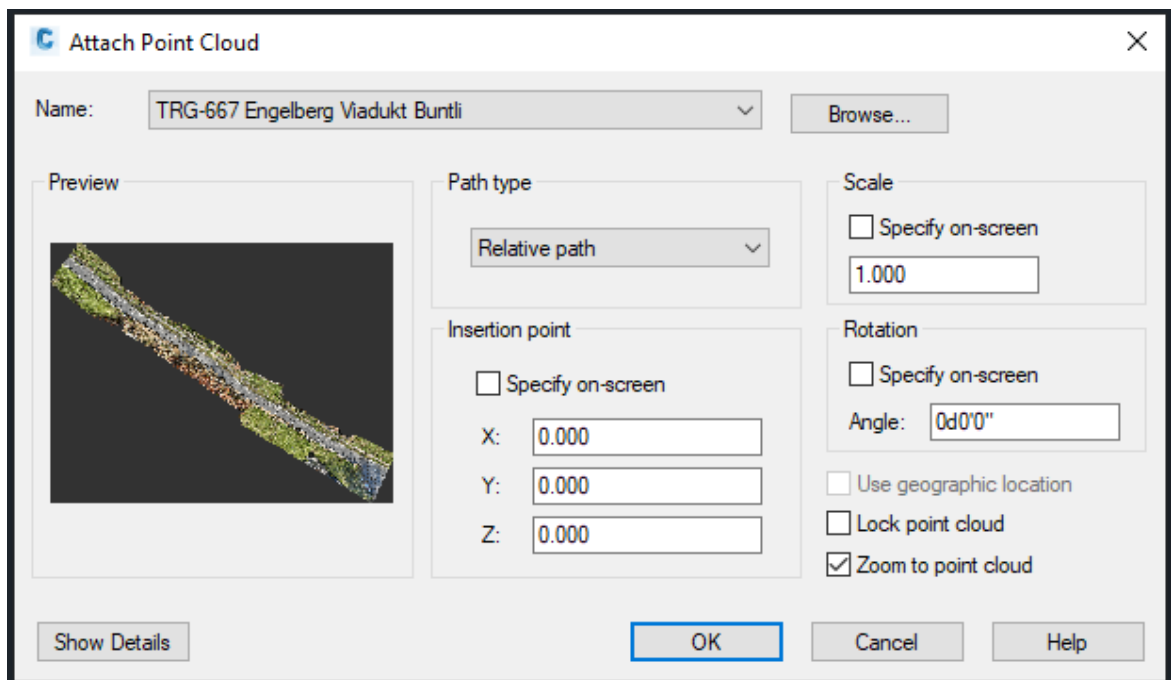 Attach Point Cloud
Name: TRG-667 Engelberg Viadukt Buntli Browse...
Preview
Path type
Relative path
Insertion point
Specify on-screen
X: 0.000
Y: 0.000
Z: 0.000
Scale
Specify on-screen
1.000
Rotation
Specify on-screen
Angle: 0d0'0"
Use geographic location
Lock point cloud
Zoom to point cloud
Show Details OK Cancel Help